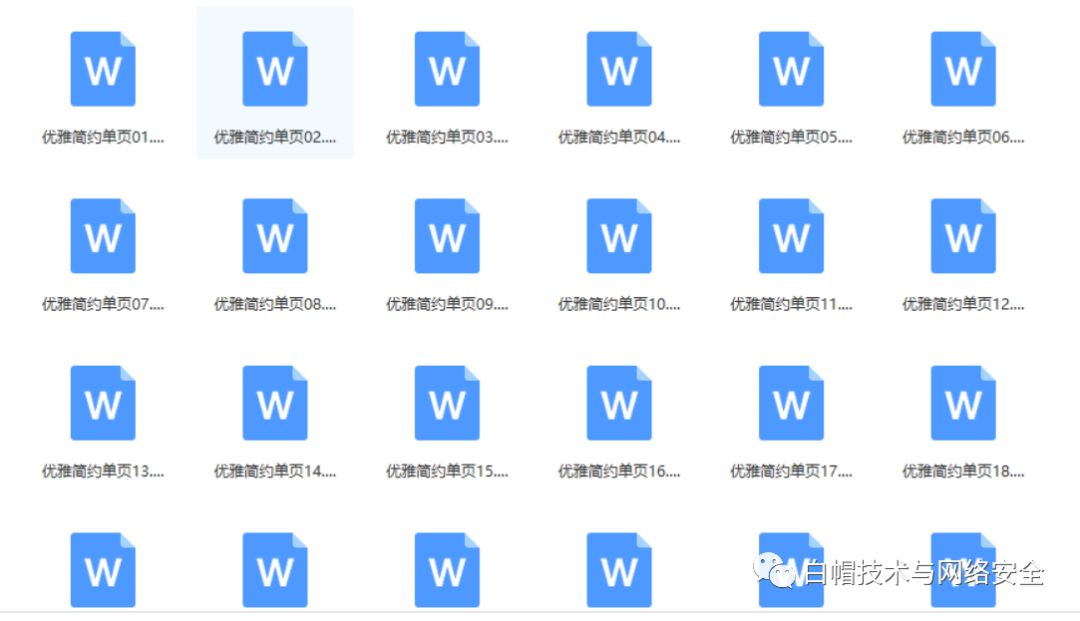 W W W W W W
优雅简约单页01.... 优雅简约单页02.... 优雅简约单页03.... 优雅简约单页04.... 优雅简约单页05.... 优雅简约单页06....
W W W W W W
优雅简约单页07.... 优雅简约单页08.... 优雅简约单页09.... 优雅简约单页10.... 优雅简约单页11.... 优雅简约单页12....
W W W W W W
优雅简约单页13.... 优雅简约单页14.... 优雅简约单页15.... 优雅简约单页16.... 优雅简约单页17.... 优雅简约单页18....
W W W W W W
白帽技术与网络安全